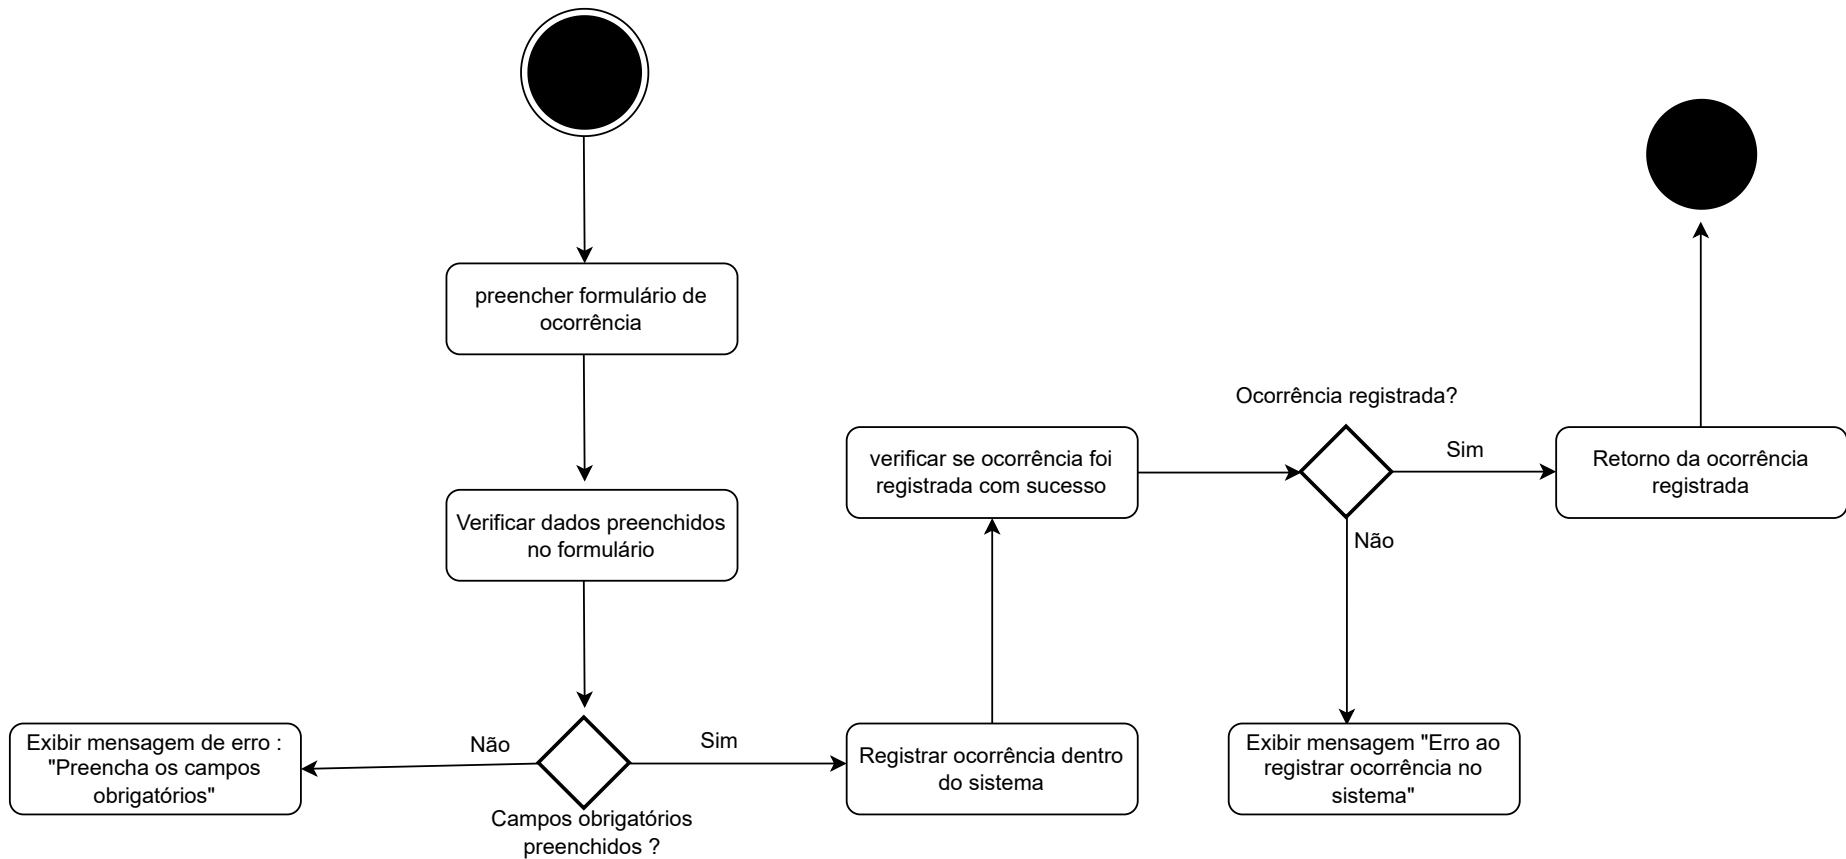 preencher formulário de
ocorrência
Verificar dados preenchidos
no formulário
Campos obrigatórios
preenchidos ?
Não
Exibir mensagem de erro :
"Preencha os campos
obrigatórios"
Sim
Registrar ocorrência dentro
do sistema
verificar se ocorrência foi
registrada com sucesso
Ocorrência registrada?
Não
Exibir mensagem "Erro ao
registrar ocorrência no
sistema"
Sim
Retorno da ocorrência
registrada